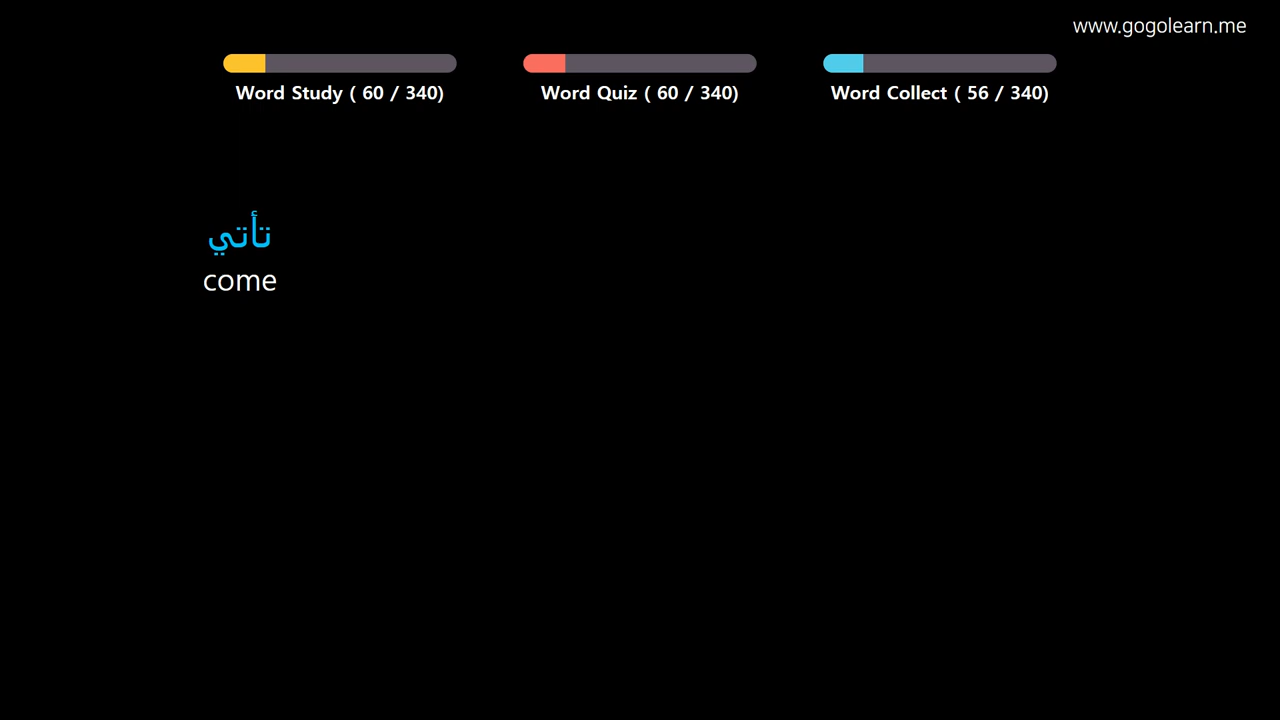 www.gogolearn.me
Word Study ( 60 / 340)
Word Quiz ( 60 / 340)
Word Collect ( 56 / 340)
تأتي
come